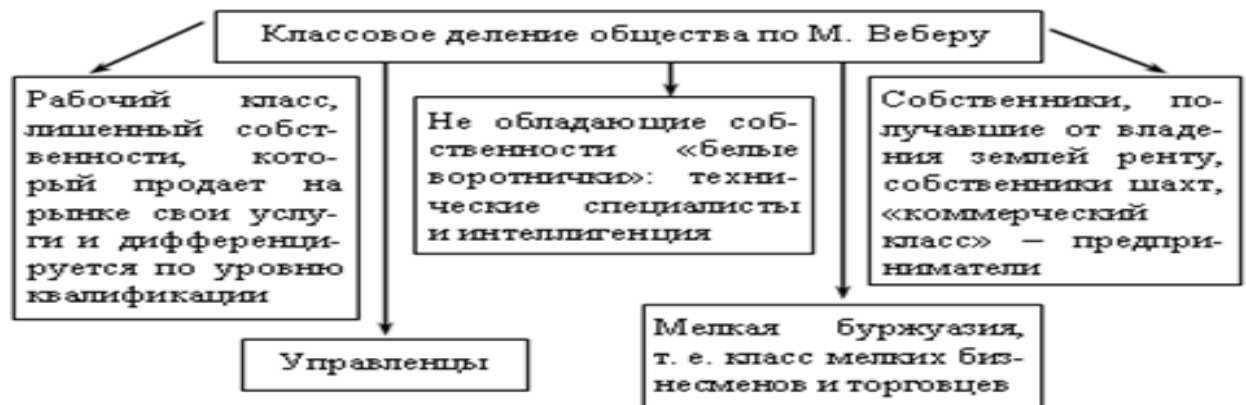 Классовое деление общества по М. Веберу
Рабочий класс,
лишенный собст-
венности, кото-
рый продает на
рынке свои услу-
ги и дифференци-
руется по уровню
квалификации
Управленцы
Не обладающие соб-
ственности «белые
воротнички»: техни-
ческие специалисты
и интеллигенция
Мелкая буржуазия,
т. е. класс мелких биз-
несменов и торговцев
Собственники, по-
лучавшие от владе-
ния землей ренту,
собственники шахт,
«коммерческий
класс» – предпри-
ниматели